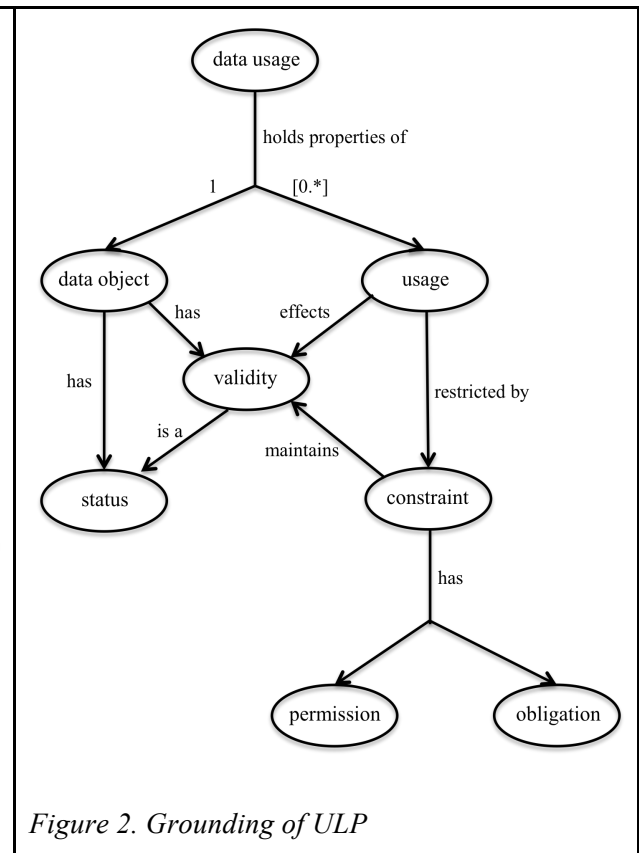 data usage
holds properties of
1
[0.*]
data object
usage
has
effects
validity
has
restricted by
is a
maintains
status
constraint
has
permission
obligation
Figure 2. Grounding of ULP